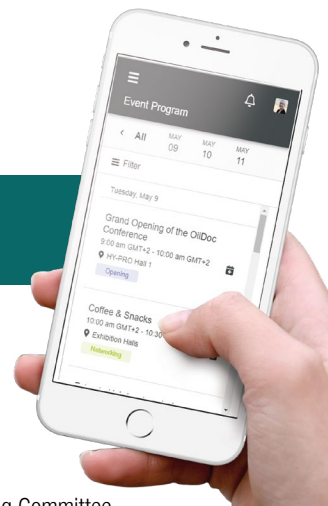 Event Program
All
MAY
09
MAY
10
MAY
11
Filter
Tuesday, May 9
Grand Opening of the OliDoc
Conference
9:00 am GMT+2 - 10:00 am GMT+2
HY-PRO Hall 1
Opening
Coffee & Snacks
10:00 am GMT+2 - 10:30
Exhibition Halls
Networking
Committee